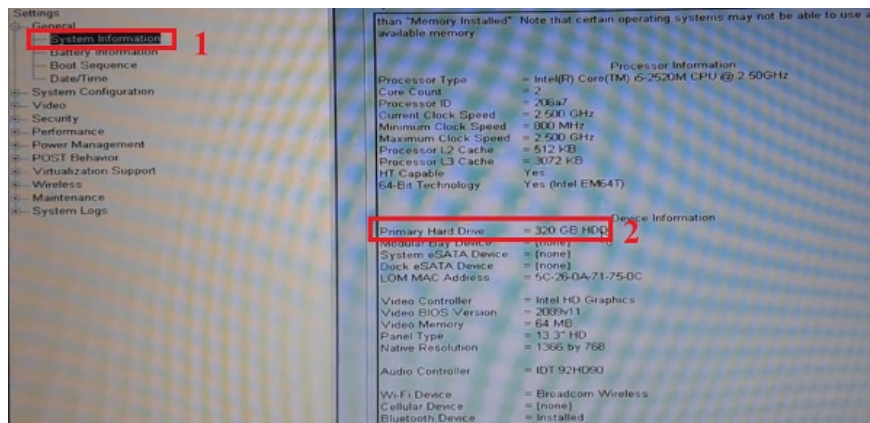 Settings
General
System Information
1
Battery Information
Boot Sequence
Date/Time
System Configuration
Video
Security
Performance
Power Management
POST Behavior
Virtualization Support
Wireless
Maintenance
System Logs
than "Memory Installed" Note that certain operating systems may not be able to use a
available memory
Processor Information
Processor Type = Intel(R) Core(TM) i5-2520M CPU @ 2.50GHz
Core Count = 2
Processor ID = 206a7
Current Clock Speed = 2.500 GHz
Minimum Clock Speed = 800 MHz
Maximum Clock Speed = 2.500 GHz
Processor L2 Cache = 512 KB
Processor L3 Cache = 3072 KB
HT Capable Yes
64-Bit Technology Yes (Intel EM64T)
Device Information
Primary Hard Drive = 320 GB HDD
2
Modular Bay Device = {none}
System eSATA Device = {none}
Dock eSATA Device = {none}
LOM MAC Address = 5C-26-0A-71-75-0C
Video Controller = Intel HD Graphics
Video BIOS Version = 2089v11
Video Memory = 64 MB
Panel Type = 13.3" HD
Native Resolution = 1366 by 768
Audio Controller = IDT 92HD90
Wi-Fi Device = Broadcom Wireless
Cellular Device = {none}
Bluetooth Device = Installed